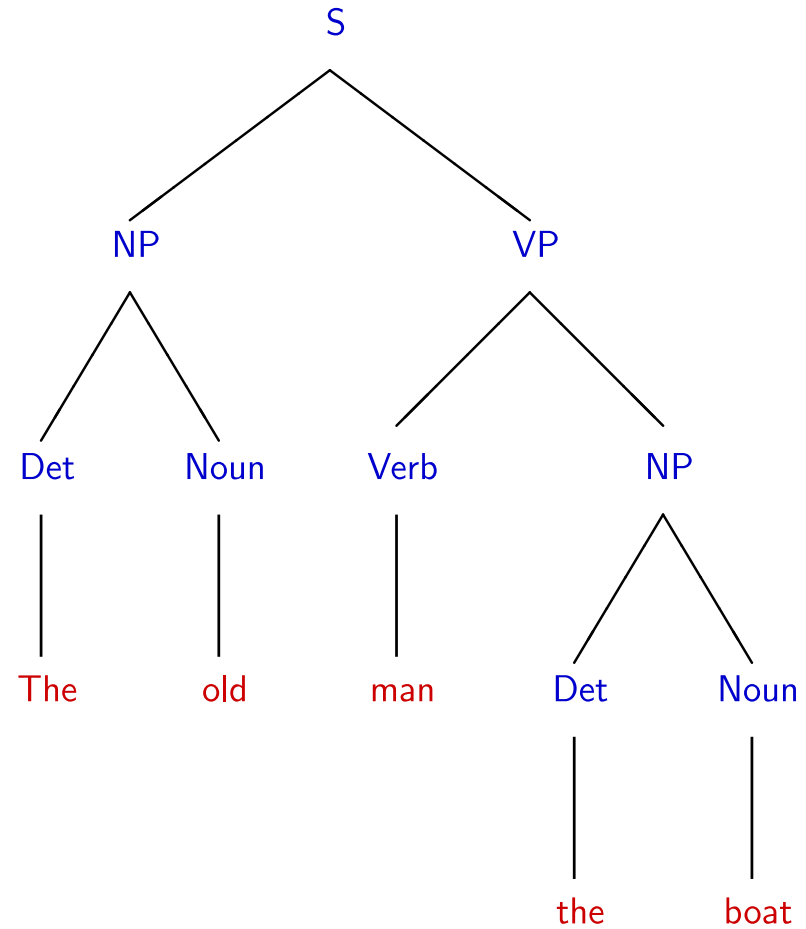 S
NP VP
Det Noun Verb NP
The old man Det Noun
the boat